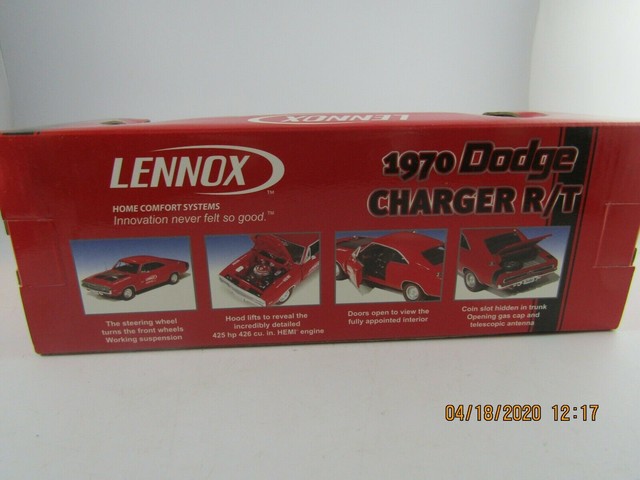 LENNOX
LENNOX™
HOME COMFORT SYSTEMS
Innovation never felt so good.™
1970 Dodge
CHARGER R/T
The steering wheel
turns the front wheels
Working suspension
Hood lifts to reveal the
incredibly detailed
425 hp 426 cu. in. HEMI® engine
Doors open to view the
fully appointed interior
Coin slot hidden in trunk
Opening gas cap and
telescopic antenna
04/18/2020 12:17